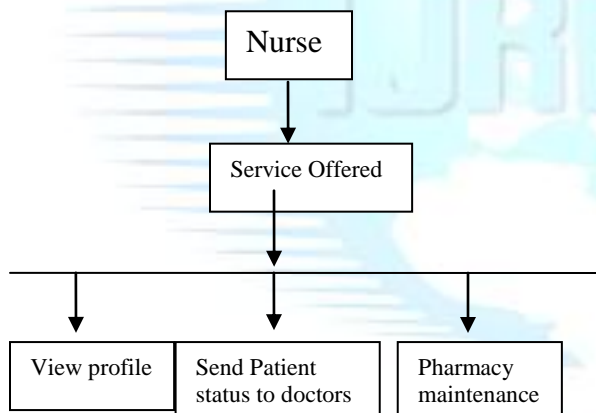 Nurse
Service Offered
View profile
Send Patient
status to doctors
Pharmacy
maintenance